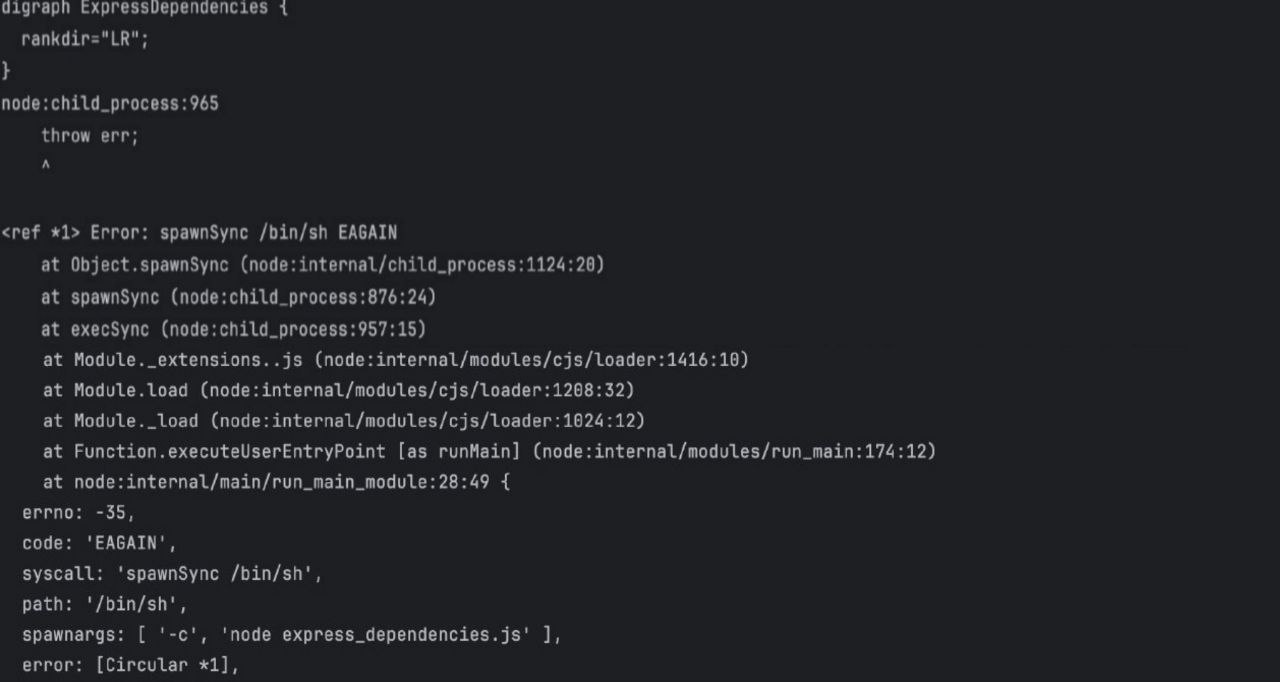 digraph ExpressDependencies {
  rankdir="LR";
}
node:child_process:965
    throw err;
    ^

<ref *1> Error: spawnSync /bin/sh EAGAIN
    at Object.spawnSync (node:internal/child_process:1124:20)
    at spawnSync (node:child_process:876:24)
    at execSync (node:child_process:957:15)
    at Module._extensions..js (node:internal/modules/cjs/loader:1416:10)
    at Module.load (node:internal/modules/cjs/loader:1208:32)
    at Module._load (node:internal/modules/cjs/loader:1024:12)
    at Function.executeUserEntryPoint [as runMain] (node:internal/modules/run_main:174:12)
    at node:internal/main/run_main_module:28:49 {
  errno: -35,
  code: 'EAGAIN',
  syscall: 'spawnSync /bin/sh',
  path: '/bin/sh',
  spawnargs: [ '-c', 'node express_dependencies.js' ],
  error: [Circular *1],